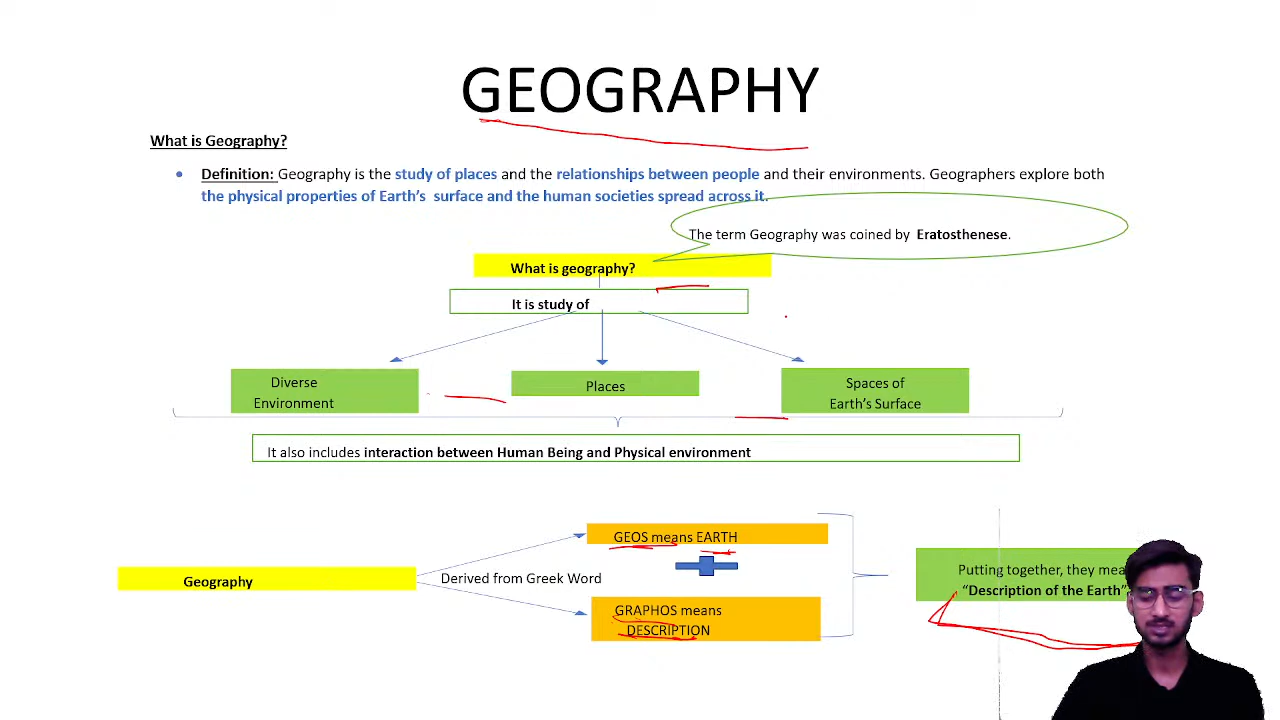 GEOGRAPHY
What is Geography?
Definition: Geography is the study of places and the relationships between people and their environments. Geographers explore both
the physical properties of Earth's surface and the human societies spread across it.
The term Geography was coined by Eratosthenese.
What is geography?
It is study of
Diverse
Environment
Places
Spaces of
Earth's Surface
It also includes interaction between Human Being and Physical environment
GEOS means EARTH
Geography
Derived from Greek Word
GRAPHOS means
DESCRIPTION
Putting together, they
"Description of the Earth"